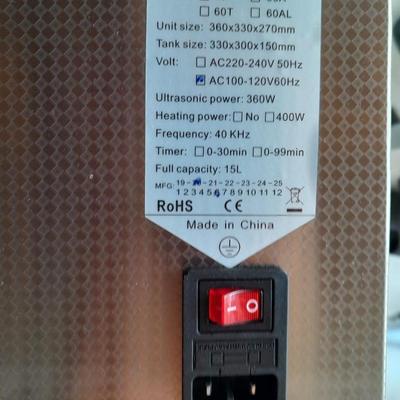 ☐ 60T ☐ 60AL
Unit size: 360x330x270mm
Tank size: 330x300x150mm
Volt: ☐ AC220-240V 50Hz
☑ AC100-120V60Hz
Ultrasonic power: 360W
Heating power: ☐ No ☐ 400W
Frequency: 40 KHz
Timer: ☐ 0-30min ☐ 0-99min
Full capacity: 15L
MFG: 19-20-21-22-23-24-25
1 2 3 4 5 6 7 8 9 10 11 12
RoHS CE
Made in China